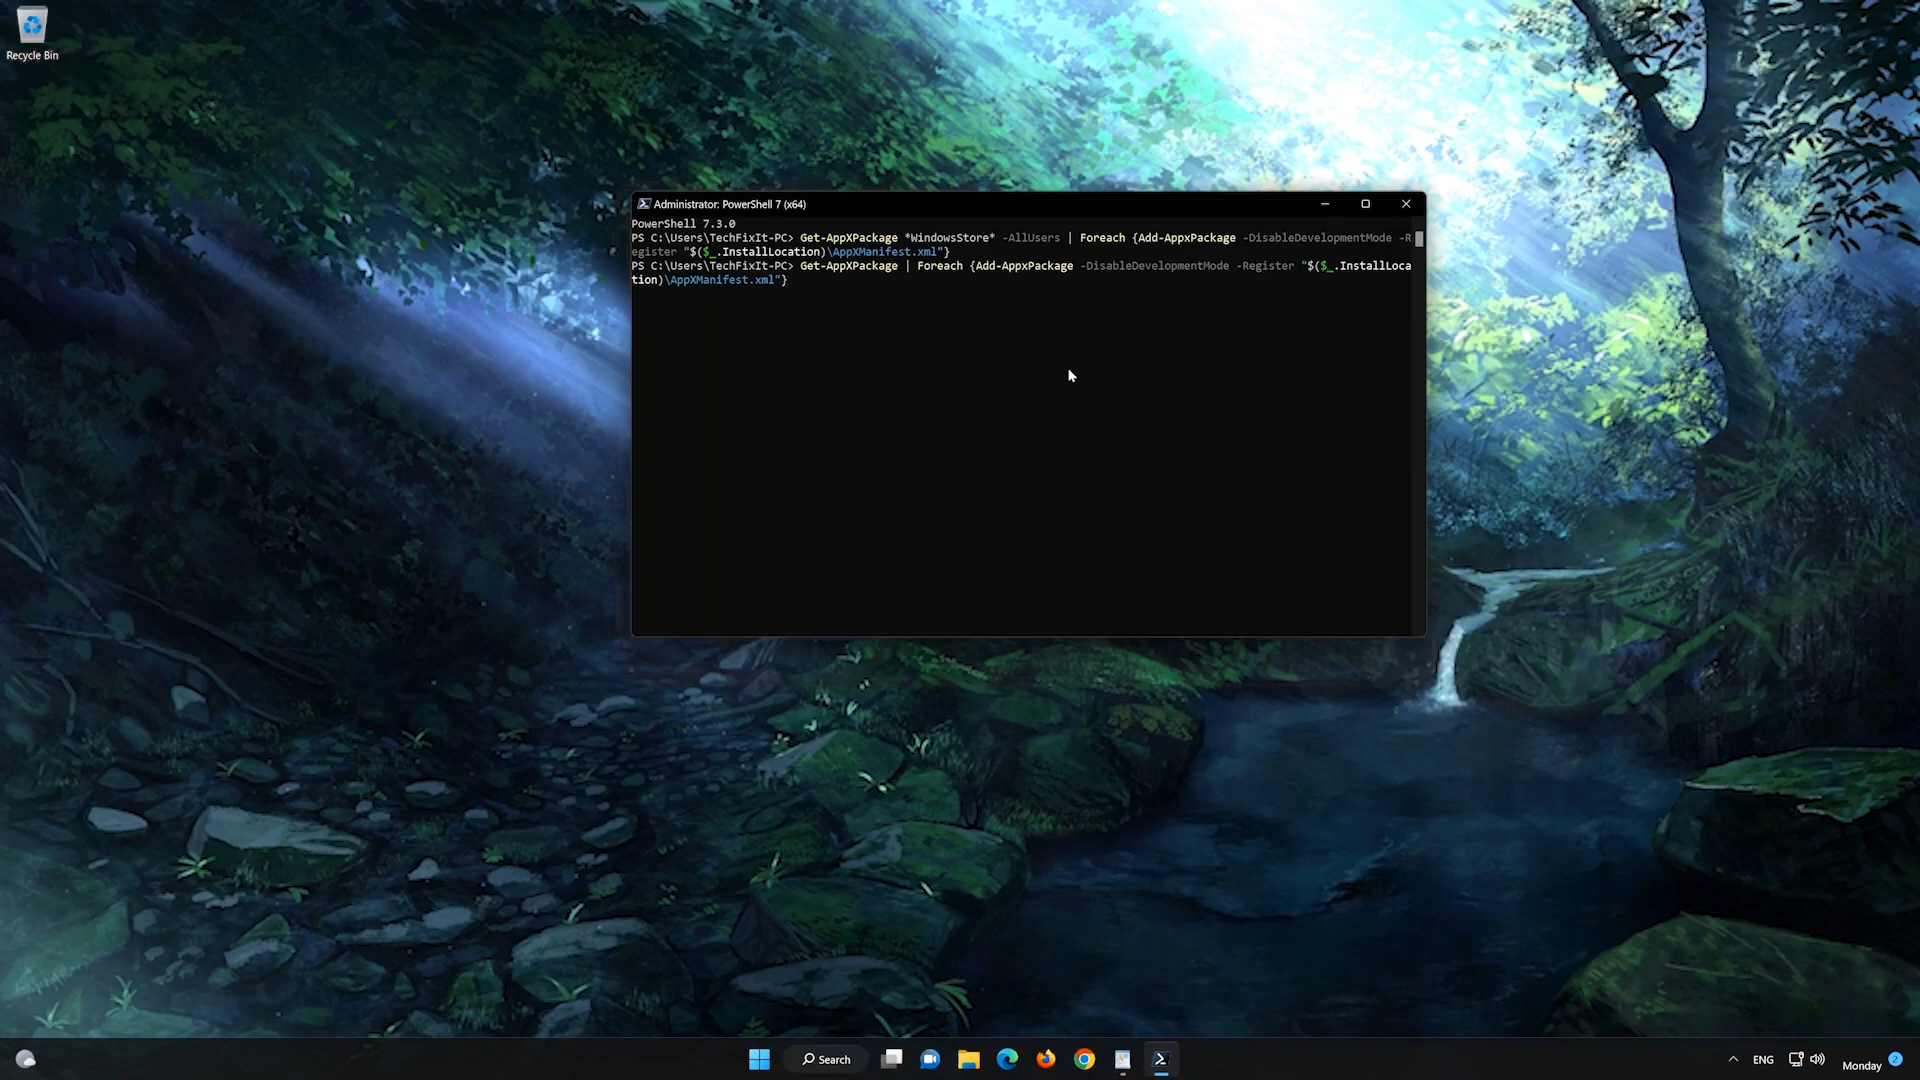 Recycle Bin
Administrator: PowerShell 7 (x64)
PowerShell 7.3.0
PS C:\Users\TechFixIt-PC> Get-AppXPackage *WindowsStore* -AllUsers | Foreach {Add-AppxPackage -DisableDevelopmentMode -R
egister "$($_.InstallLocation)\AppXManifest.xml"}
PS C:\Users\TechFixIt-PC> Get-AppXPackage | Foreach {Add-AppxPackage -DisableDevelopmentMode -Register "$($_.InstallLoca
tion)\AppXManifest.xml"}
Search
ENG
Monday
2